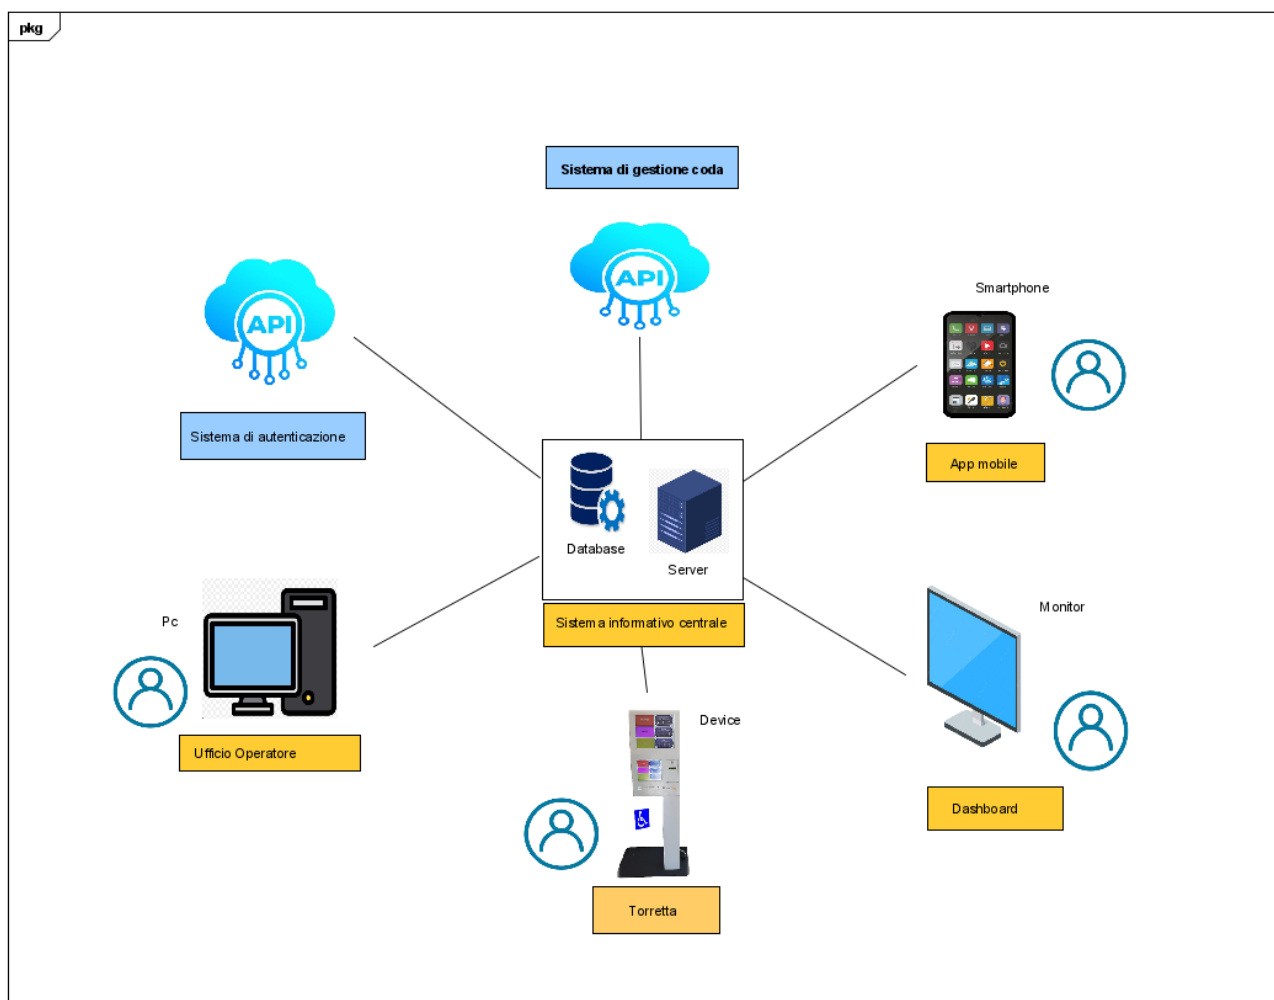 pkg
Sistema di gestione coda
API
API
Smartphone
Sistema di autenticazione
App mobile
Database
Server
Sistema informativo centrale
Pc
Monitor
Ufficio Operatore
Device
Dashboard
Torretta